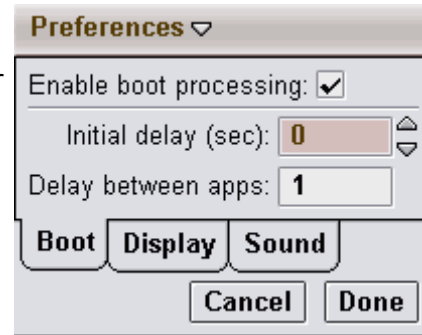 Preferences
Enable boot processing:
Initial delay (sec): 0
Delay between apps: 1
Boot Display Sound
Cancel Done